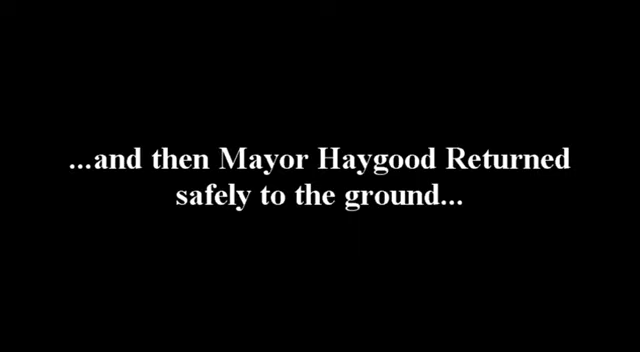 ...and then Mayor Haygood Returned
safely to the ground...